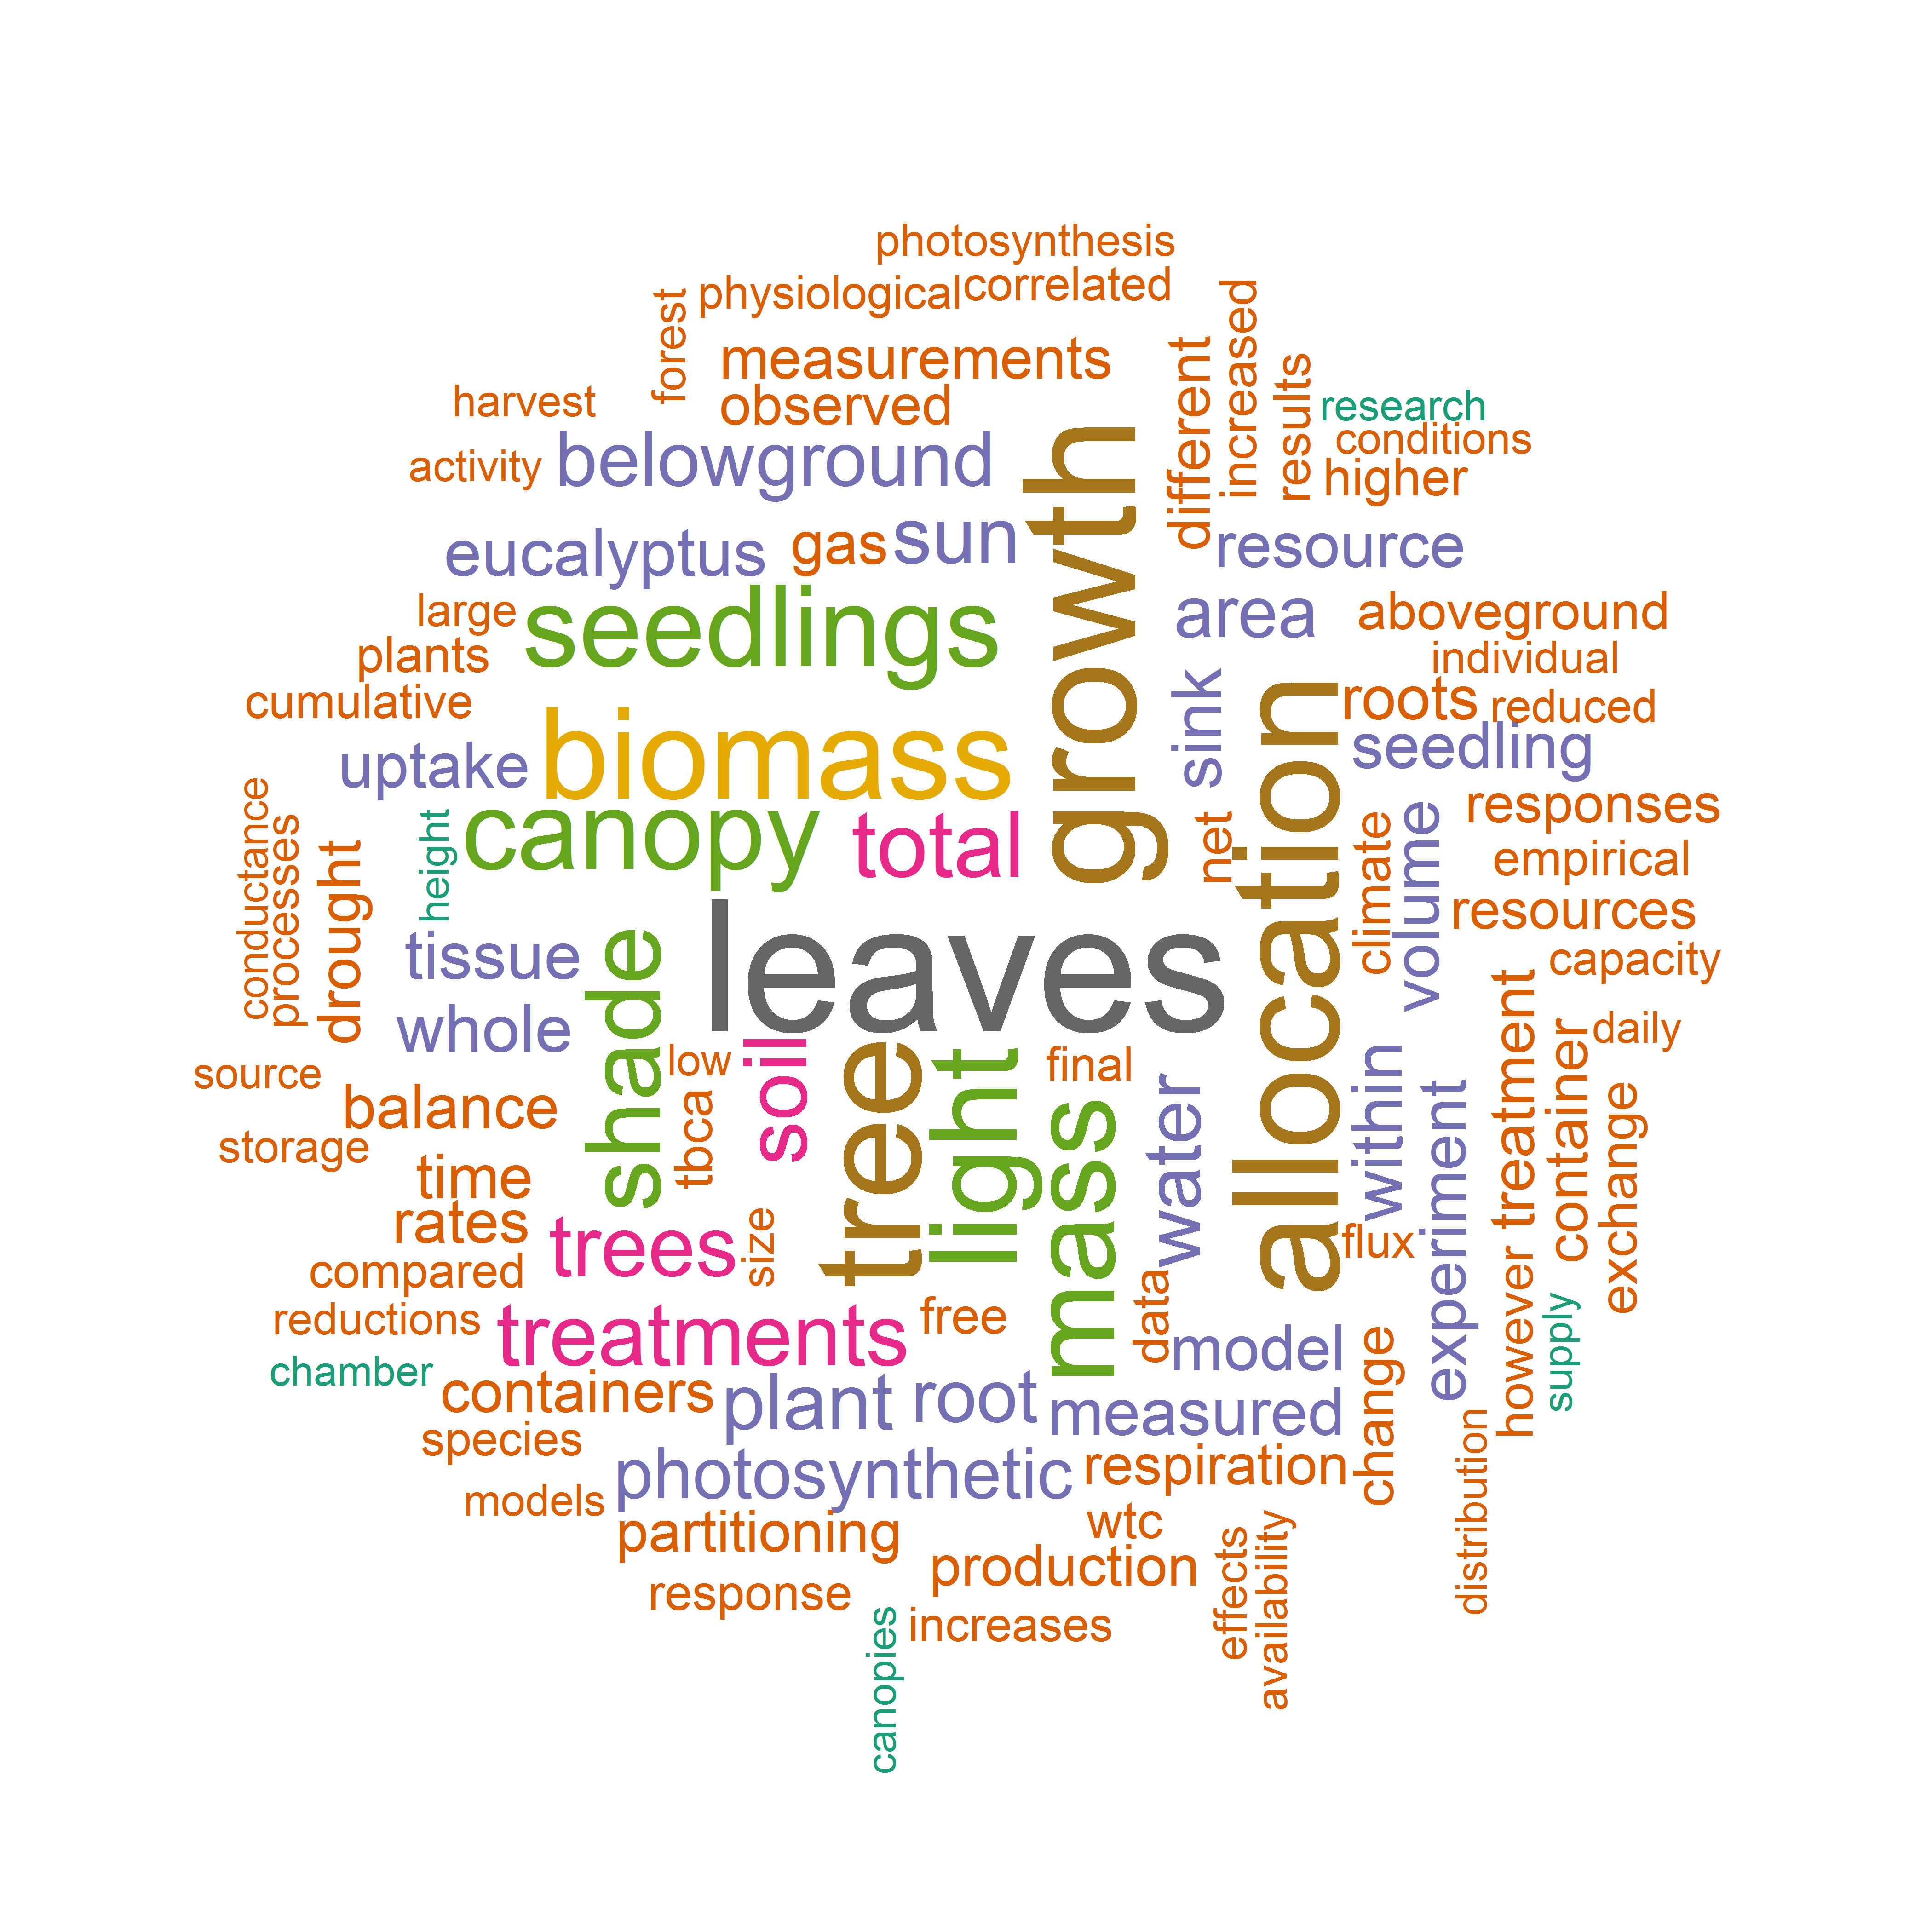 photosynthesis
physiological
correlated
forest
measurements
increased
different
results
harvest
observed
research
conditions
activity
belowground
growth
higher
eucalyptus
gas
sun
resource
large
seedlings
area
aboveground
plants
individual
cumulative
sink
allocation
roots
reduced
uptake
biomass
seedling
conductance
processes
drought
height
canopy
total
net
climate
volume
responses
empirical
resources
tissue
shade
leaves
capacity
whole
source
low
soil
tree
light
final
within
treatment
container
daily
balance
tbca
mass
water
experiment
exchange
storage
time
rates
trees
size
flux
compared
reductions
treatments
free
data
model
change
however
supply
chamber
containers
plant
root
measured
species
photosynthetic
respiration
distribution
models
partitioning
wtc
production
effects
availability
response
increases
canopies